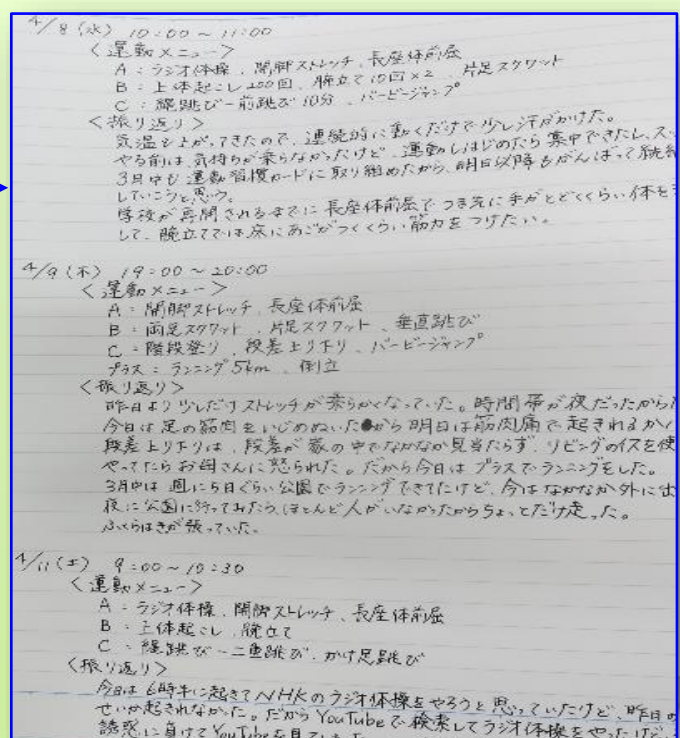 4/8 (水) 10:00 ~ 11:00
<運動メニュー>
A:ラジオ体操、開脚ストレッチ、長座体前屈
B:上体起こし200回、腕立て10回×2、片足スクワット
C:縄跳び—前跳び10分、バーピージャンプ
<振り返り>
気温も上がってきたので、連続的に動くだけで少し汗がかけた。
やる前は、気持ちが乗らなかったけど、運動しはじめたら集中できたし、スッ
3月中も運動習慣カードに取り組めたから、明日以降もがんばって続け
していこうと思う。
学校が再開されるまでに長座体前屈でつま先に手がとどくくらい体を
して、腕立てでは床にあごがつくくらい筋力をつけたい。
4/9 (木) 19:00 ~ 20:00
<運動メニュー>
A:開脚ストレッチ、長座体前屈
B:両足スクワット、片足スクワット、垂直跳び
C:階段登り、段差上り下り、バーピージャンプ
プラス:ランニング5km、倒立
<振り返り>
昨日より少しだけストレッチが柔らかくなっていた。時間帯が夜だったから
今日は足の筋肉をいじめぬいたから明日は筋肉痛で起きれるか
段差上り下りは、段差が家の中でなかなか見当たらず、リビングのイスを使
やってたらお母さんに怒られた。だから今日はプラスでランニングをした。
3月中は週に5日ぐらい公園でランニングできてたけど、今はなかなか外に出
夜に公園に行ってみたら、ほとんど人がいなかったからちょっとだけ走った。
ふくらはぎが張っていた。
4/11 (土) 9:00 ~ 10:30
<運動メニュー>
A:ラジオ体操、開脚ストレッチ、長座体前屈
B:上体起こし、腕立て
C:縄跳び—二重跳び、かけ足跳び
<振り返り>
今日は6時半に起きてNHKのラジオ体操をやろうと思っていたけど、昨日の
せいか起きれなかった。だからYouTubeで検索してラジオ体操をやったけど、
誘惑に負けてYouTubeを見ていた